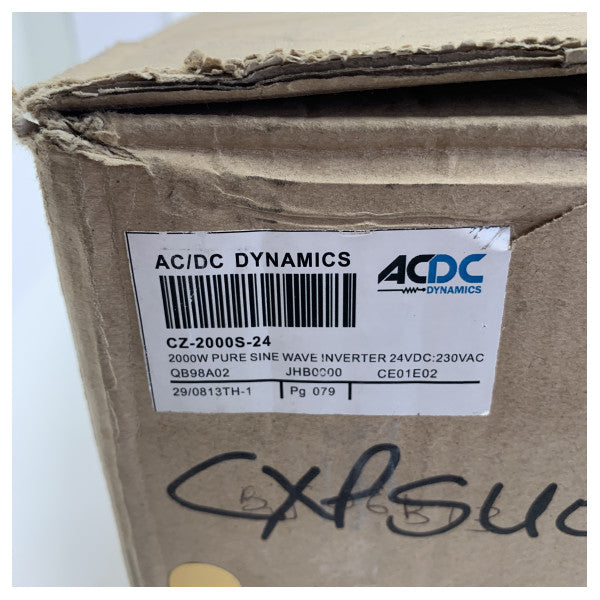 AC/DC DYNAMICS
ACDC
DYNAMICS
CZ-2000S-24
2000W PURE SINE WAVE INVERTER 24VDC:230VAC
QB98A02 JHB0000 CE01E02
29/0813TH-1 Pg 079